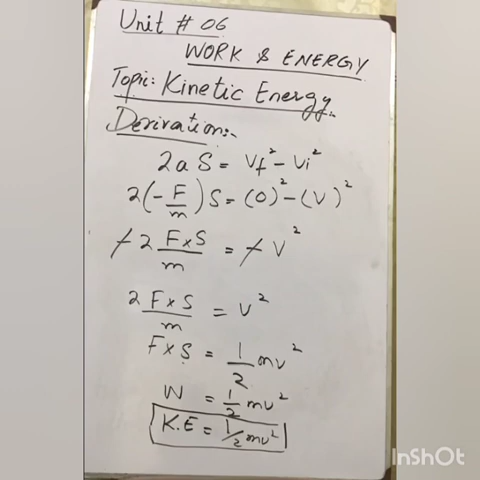 Unit # 06
WORK & ENERGY
Topic: Kinetic Energy.
Derivation:-
2a S = Vf² - Vi²
2(-F/m) S = (0)² - (V)²
-2 F×S/m = -V²
2 F×S/m = V²
F×S = 1/2 mv²
W = 1/2 mv²
K.E = 1/2 mv²
InShOt